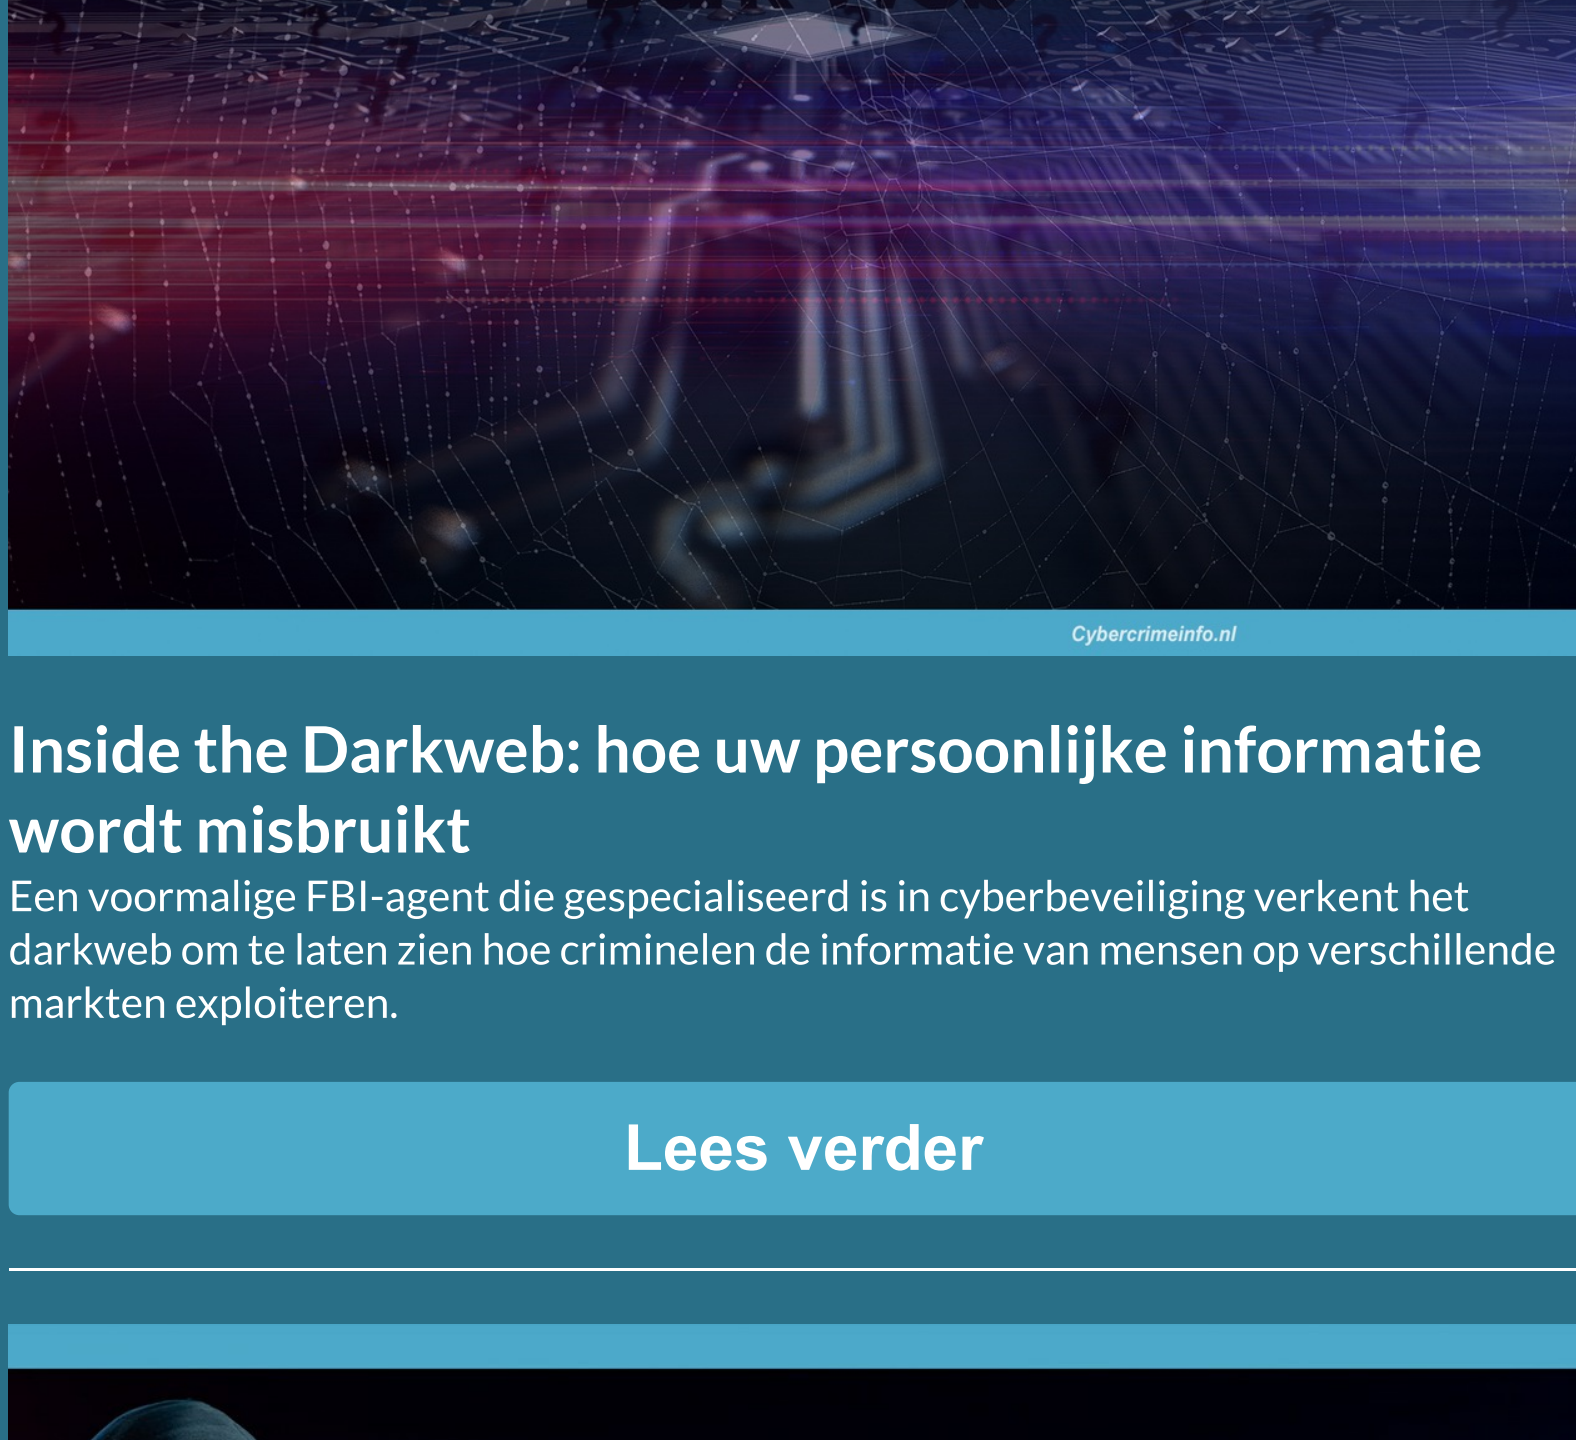 Cybercrimeinfo.nl
Inside the Darkweb: hoe uw persoonlijke informatie
wordt misbruikt
Een voormalige FBI-agent die gespecialiseerd is in cyberbeveiliging verkent het
darkweb om te laten zien hoe criminelen de informatie van mensen op verschillende
markten exploiteren.
Lees verder